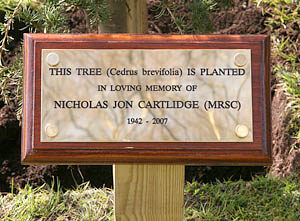 THIS TREE (Cedrus brevifolia) IS PLANTED
IN LOVING MEMORY OF
NICHOLAS JON CARTLIDGE (MRSC)
1942 - 2007